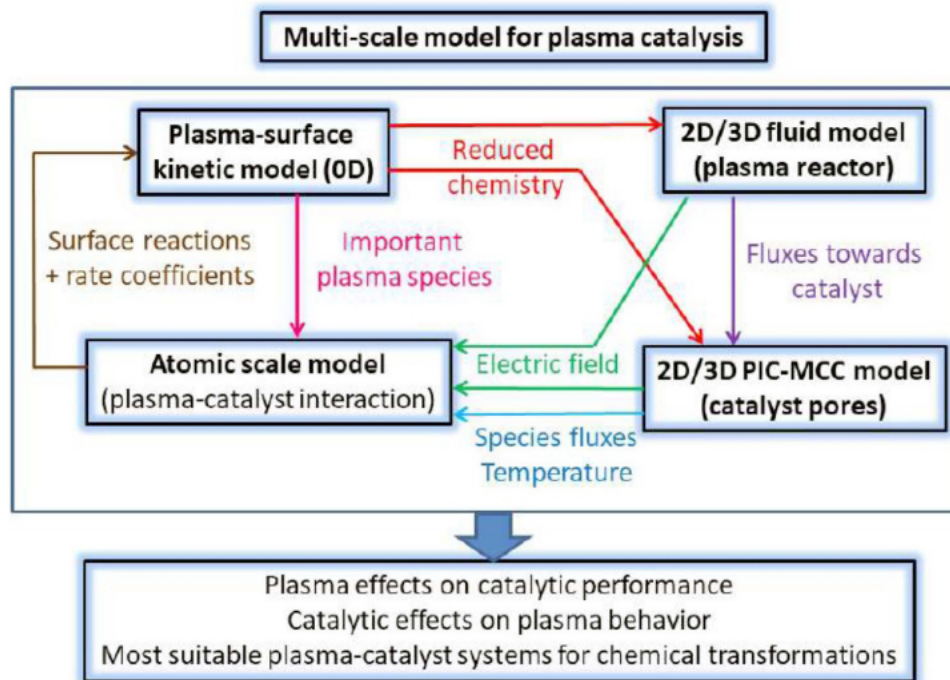 Multi-scale model for plasma catalysis
Plasma-surface
kinetic model (0D)
2D/3D fluid model
(plasma reactor)
Reduced
chemistry
Surface reactions
+ rate coefficients
Important
plasma species
Fluxes towards
catalyst
Atomic scale model
(plasma-catalyst interaction)
Electric field
2D/3D PIC-MCC model
(catalyst pores)
Species fluxes
Temperature
Plasma effects on catalytic performance
Catalytic effects on plasma behavior
Most suitable plasma-catalyst systems for chemical transformations